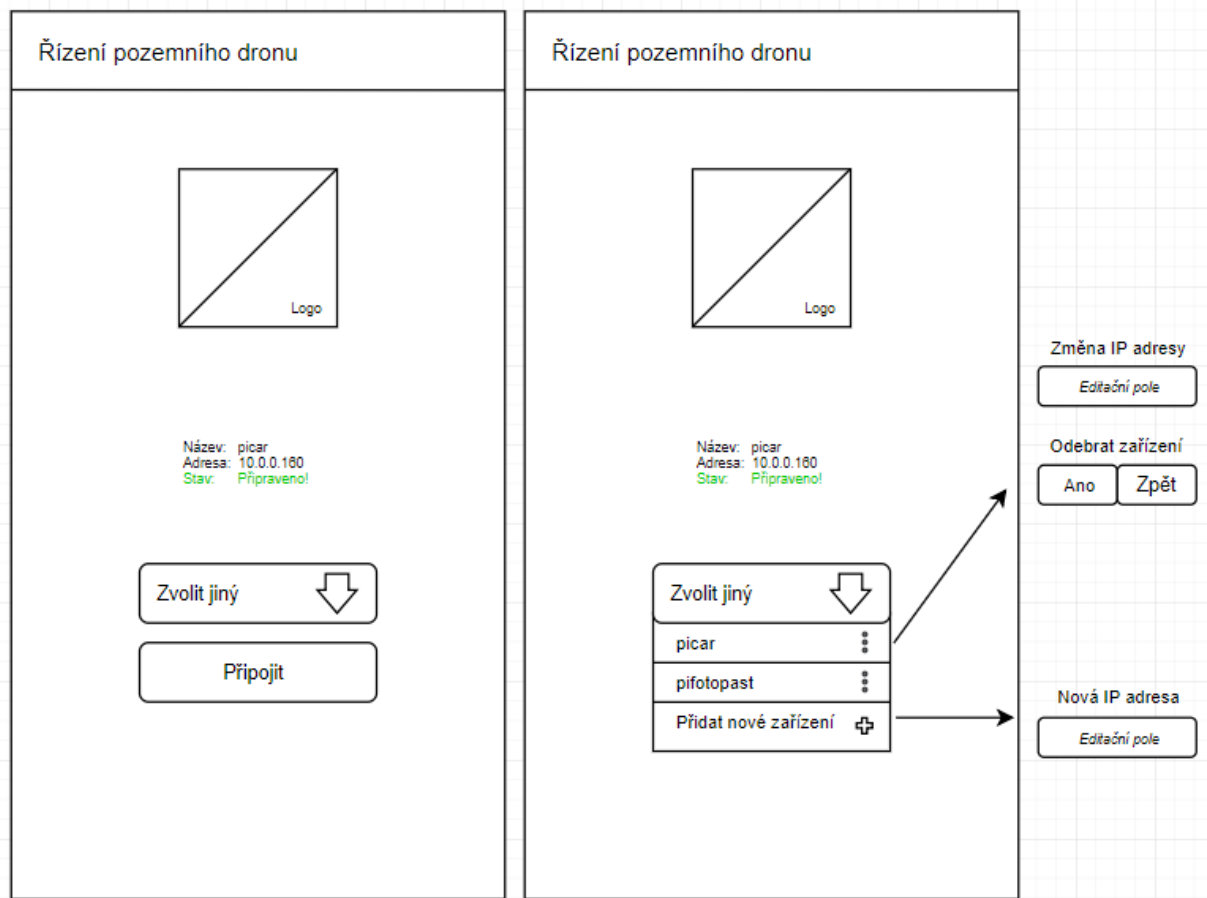 Řízení pozemního dronu
Logo
Název: picar
Adresa: 10.0.0.160
Stav: Připraveno!
Zvolit jiný
Připojit
Řízení pozemního dronu
Logo
Název: picar
Adresa: 10.0.0.160
Stav: Připraveno!
Zvolit jiný
picar
pifotopast
Přidat nové zařízení
Změna IP adresy
Editační pole
Odebrat zařízení
Ano Zpět
Nová IP adresa
Editační pole